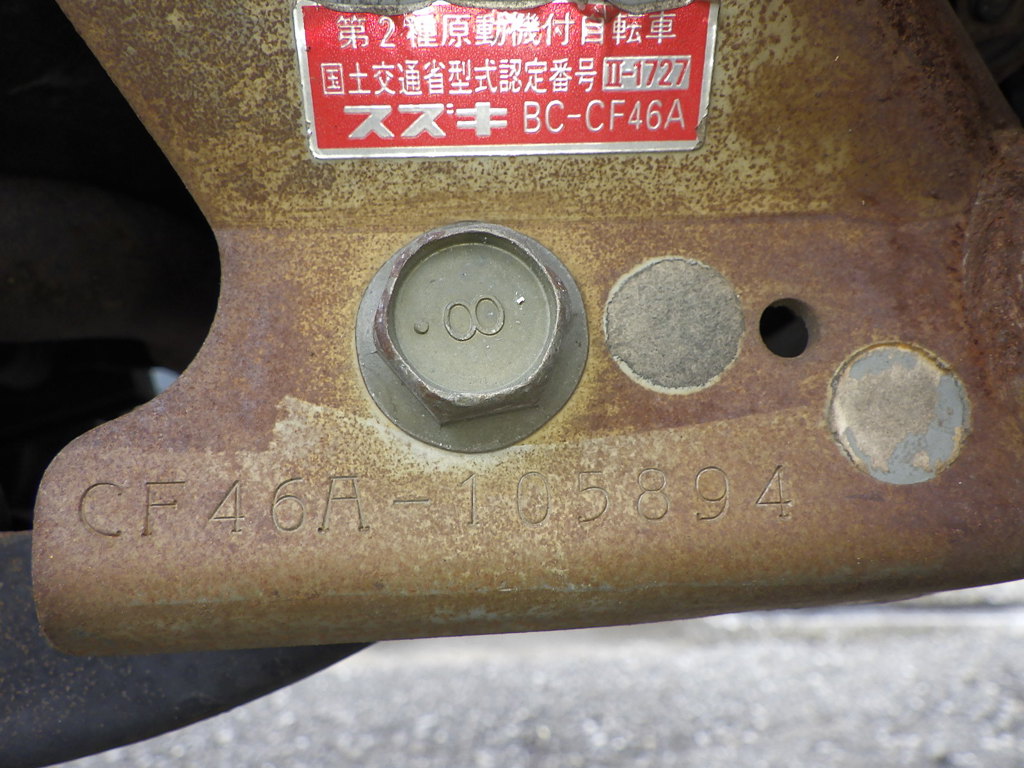 第2種原動機付自転車
国土交通省型式認定番号 II-1727
スズキ BC-CF46A
8
CF46A-105894